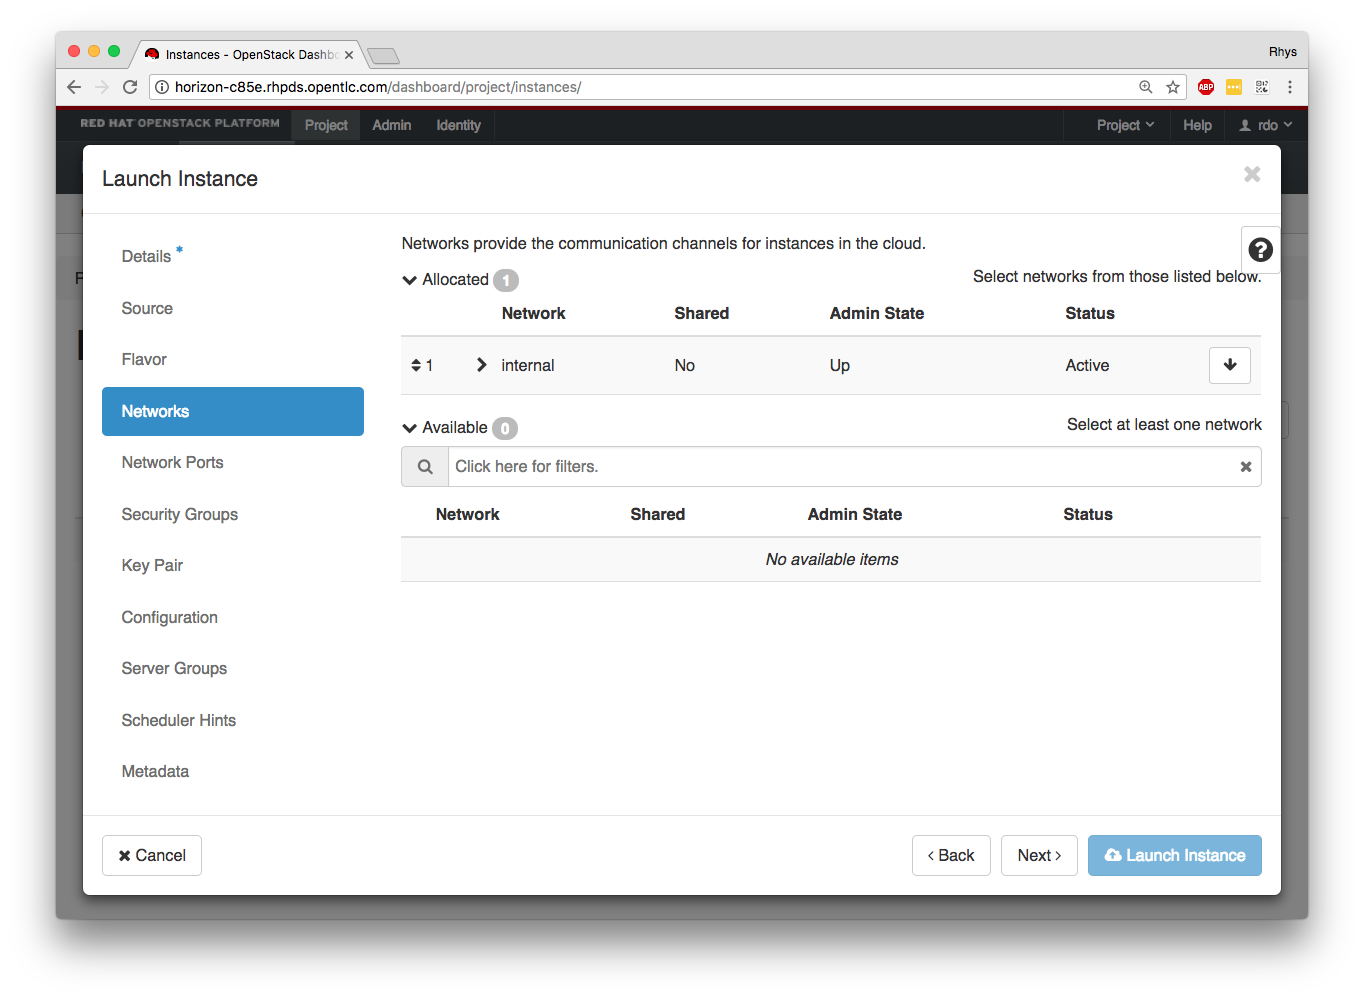 Instances - OpenStack Dashbo
Rhys
horizon-c85e.rhpds.opentlc.com/dashboard/project/instances/
ABP
RED HAT OPENSTACK PLATFORM Project Admin Identity Project Help rdo
Launch Instance
Details *
Source
Flavor
Networks
Network Ports
Security Groups
Key Pair
Configuration
Server Groups
Scheduler Hints
Metadata
Networks provide the communication channels for instances in the cloud.
?
Allocated 1
Select networks from those listed below.
Network Shared Admin State Status
1 internal No Up Active
Available 0
Select at least one network
Click here for filters.
Network Shared Admin State Status
No available items
Cancel
‹ Back
Next ›
Launch Instance